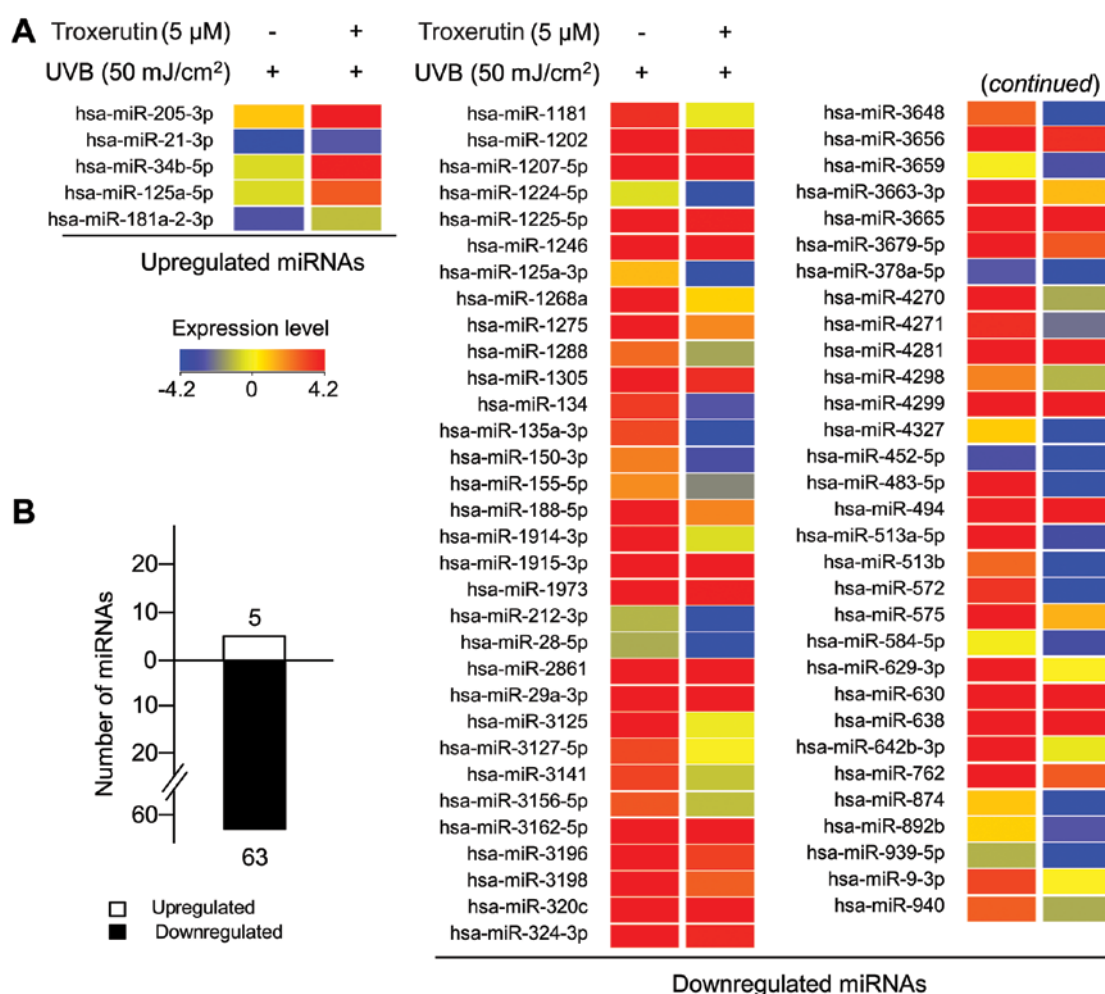 A
Troxerutin (5 µM) - +
UVB (50 mJ/cm²) + +
hsa-miR-205-3p
hsa-miR-21-3p
hsa-miR-34b-5p
hsa-miR-125a-5p
hsa-miR-181a-2-3p
Upregulated miRNAs
Expression level
-4.2 0 4.2
Troxerutin (5 µM) - +
UVB (50 mJ/cm²) + +
hsa-miR-1181
hsa-miR-1202
hsa-miR-1207-5p
hsa-miR-1224-5p
hsa-miR-1225-5p
hsa-miR-1246
hsa-miR-125a-3p
hsa-miR-1268a
hsa-miR-1275
hsa-miR-1288
hsa-miR-1305
hsa-miR-134
hsa-miR-135a-3p
hsa-miR-150-3p
hsa-miR-155-5p
hsa-miR-188-5p
hsa-miR-1914-3p
hsa-miR-1915-3p
hsa-miR-1973
hsa-miR-212-3p
hsa-miR-28-5p
hsa-miR-2861
hsa-miR-29a-3p
hsa-miR-3125
hsa-miR-3127-5p
hsa-miR-3141
hsa-miR-3156-5p
hsa-miR-3162-5p
hsa-miR-3196
hsa-miR-3198
hsa-miR-320c
hsa-miR-324-3p
(continued)
hsa-miR-3648
hsa-miR-3656
hsa-miR-3659
hsa-miR-3663-3p
hsa-miR-3665
hsa-miR-3679-5p
hsa-miR-378a-5p
hsa-miR-4270
hsa-miR-4271
hsa-miR-4281
hsa-miR-4298
hsa-miR-4299
hsa-miR-4327
hsa-miR-452-5p
hsa-miR-483-5p
hsa-miR-494
hsa-miR-513a-5p
hsa-miR-513b
hsa-miR-572
hsa-miR-575
hsa-miR-584-5p
hsa-miR-629-3p
hsa-miR-630
hsa-miR-638
hsa-miR-642b-3p
hsa-miR-762
hsa-miR-874
hsa-miR-892b
hsa-miR-939-5p
hsa-miR-9-3p
hsa-miR-940
Downregulated miRNAs
B
Number of miRNAs
20
10
0
10
20
60
5
63
Upregulated
Downregulated